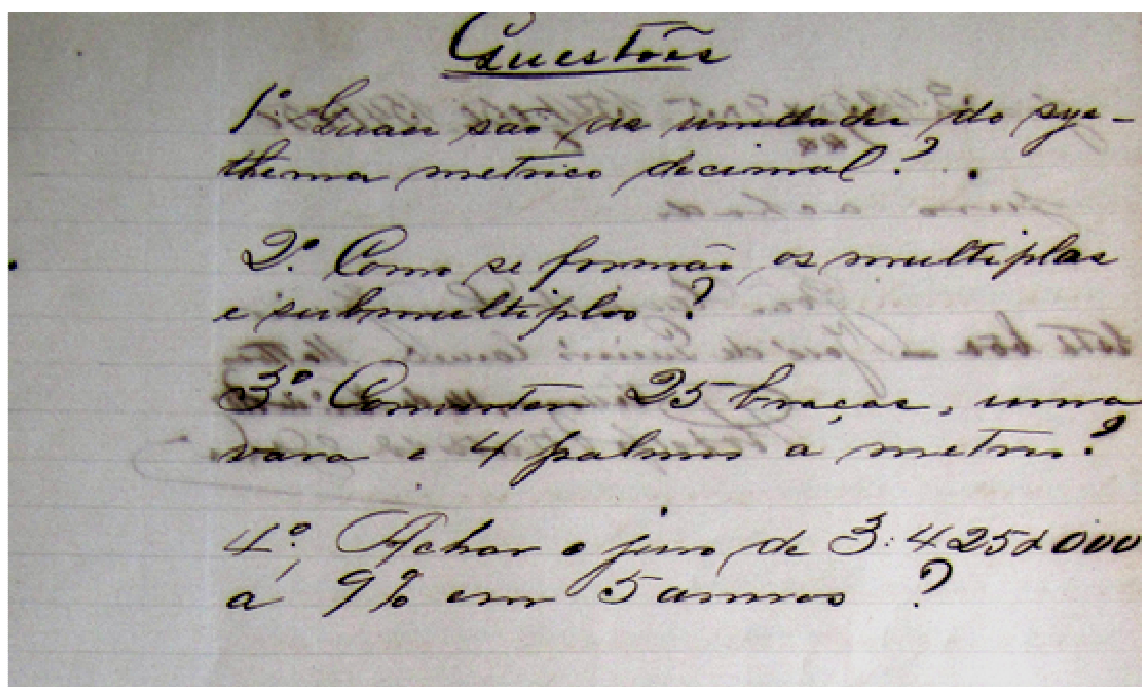 Questões
1º Quaes são as unidades do sys-
thema metrico decimal?
2º Como se formão os multiplos
e submultiplos?
3º Converter 25 braças, uma
vara e 4 palmos a metros?
4º Achar o juro de 3:425$000
á 9% em 5 annos ?